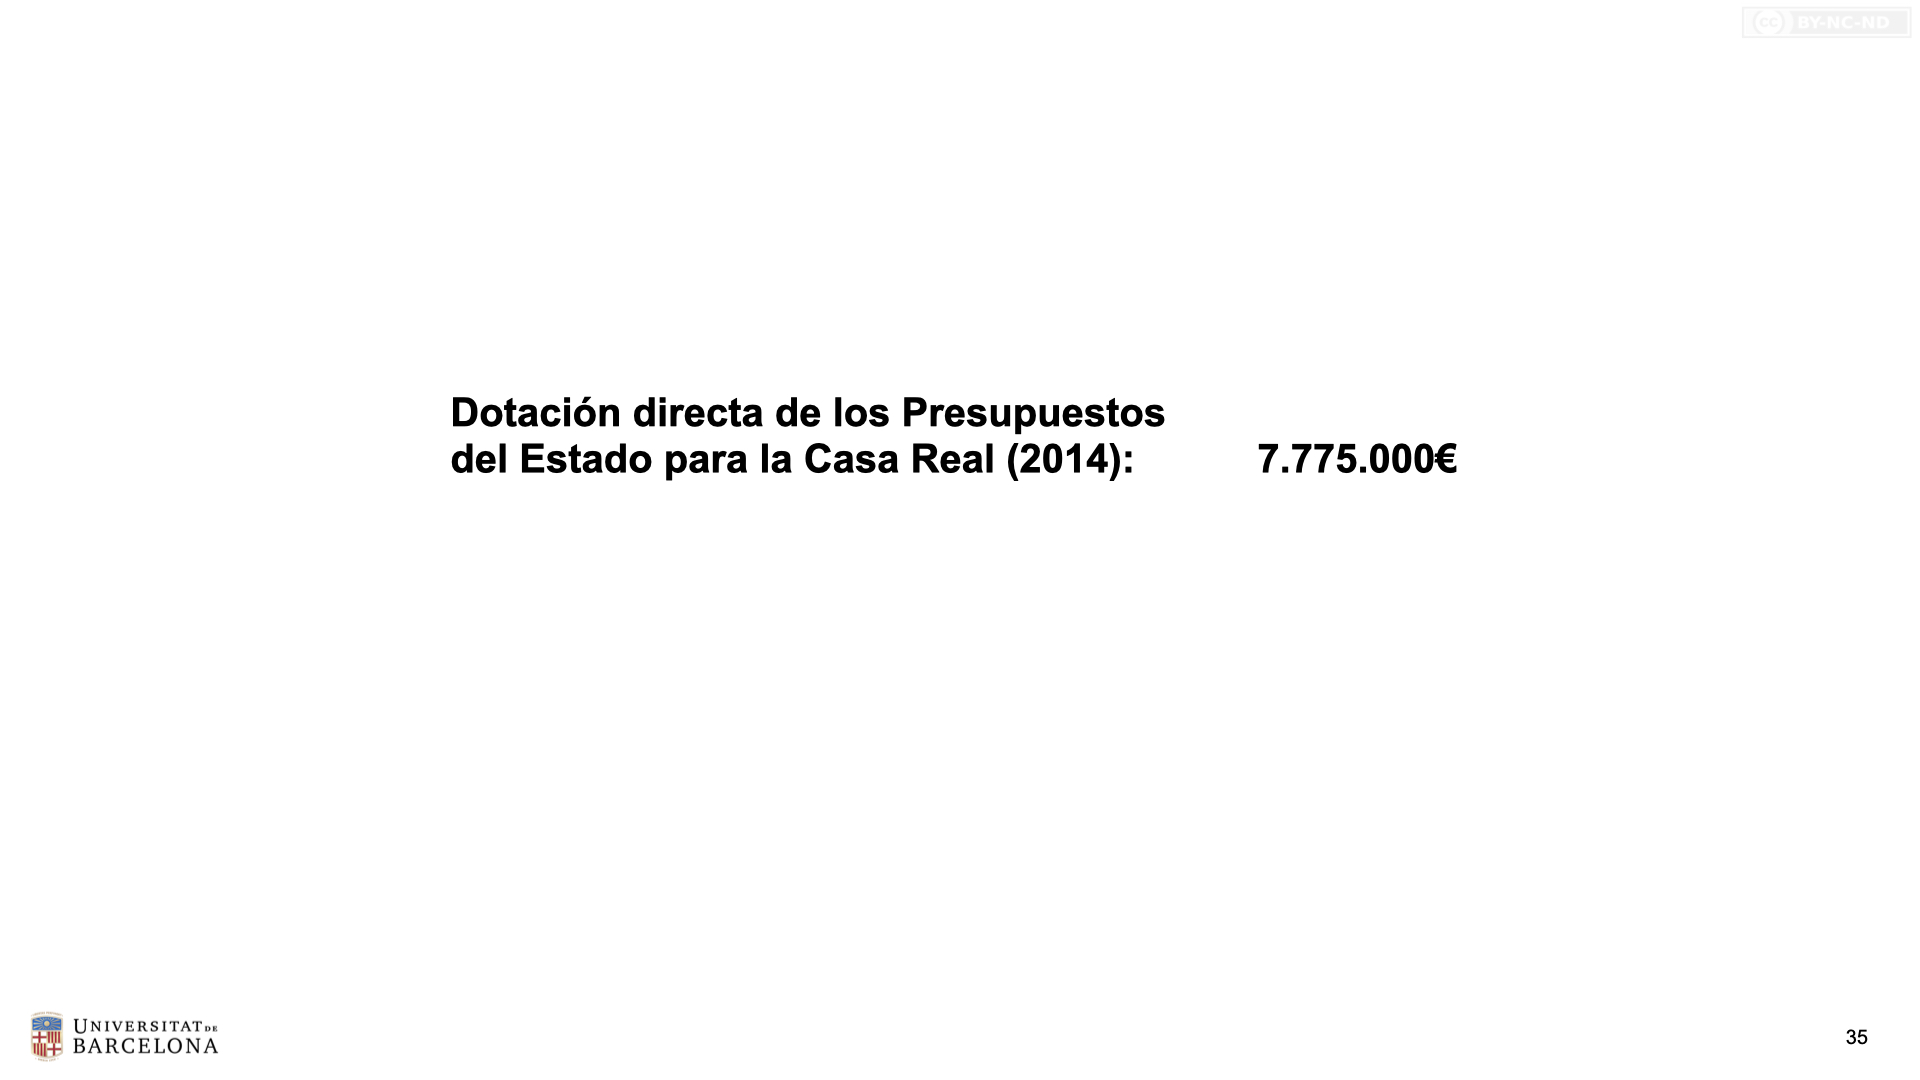 BY-NC-ND
Dotación directa de los Presupuestos
del Estado para la Casa Real (2014): 7.775.000€
UNIVERSITAT DE
BARCELONA
35